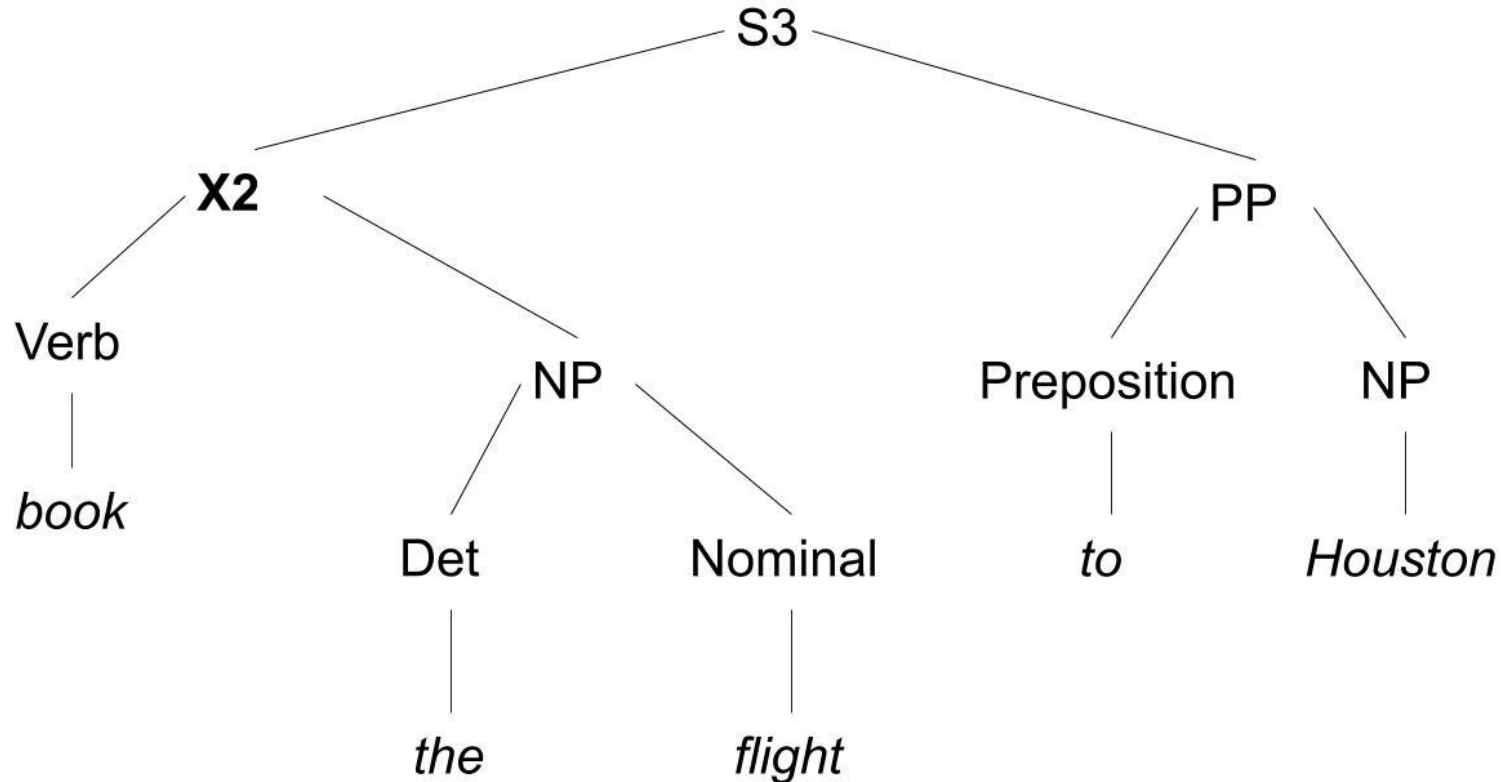 S3
X2 PP
Verb NP Preposition NP
book Det Nominal to Houston
the flight